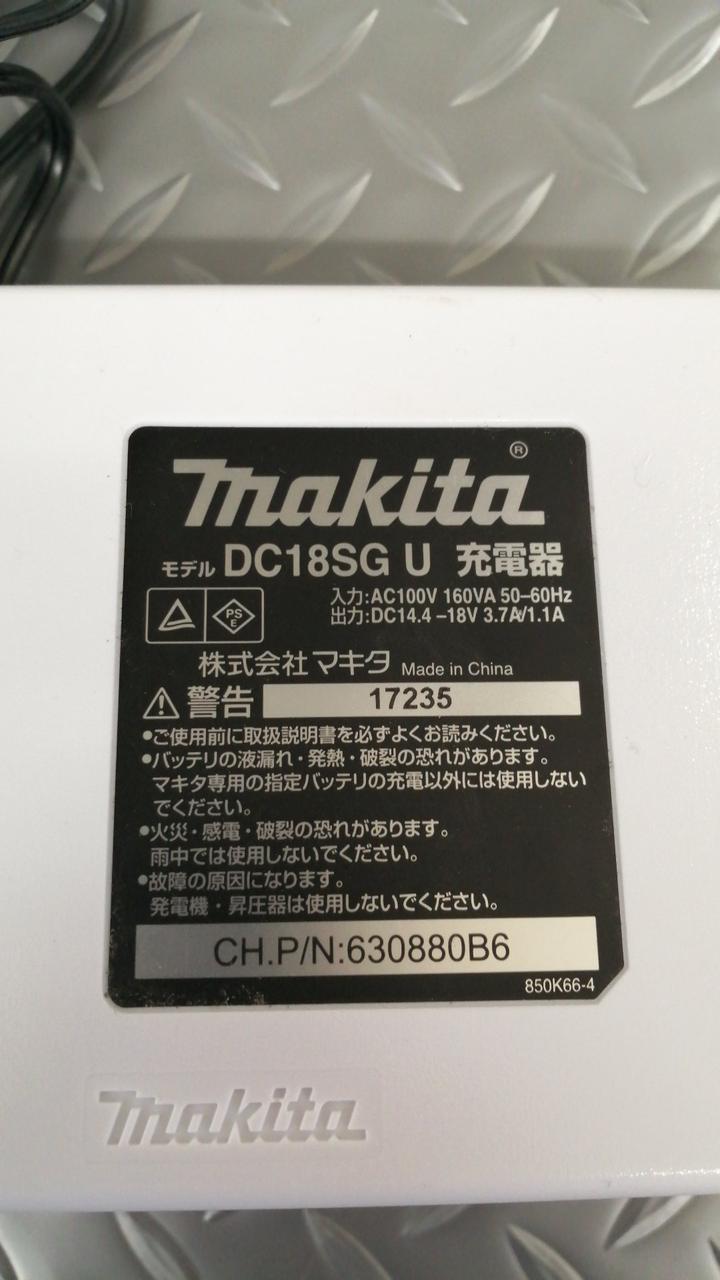 makita®
モデル DC18SG U 充電器
入力:AC100V 160VA 50–60Hz
出力:DC14.4 –18V 3.7A/1.1A
PS
E
株式会社マキタ Made in China
警告 17235
●ご使用前に取扱説明書を必ずよくお読みください。
●バッテリの液漏れ・発熱・破裂の恐れがあります。
マキタ専用の指定バッテリの充電以外には使用しない
でください。
●火災・感電・破裂の恐れがあります。
雨中では使用しないでください。
●故障の原因になります。
発電機・昇圧器は使用しないでください。
CH.P/N:630880B6
850K66-4
makita